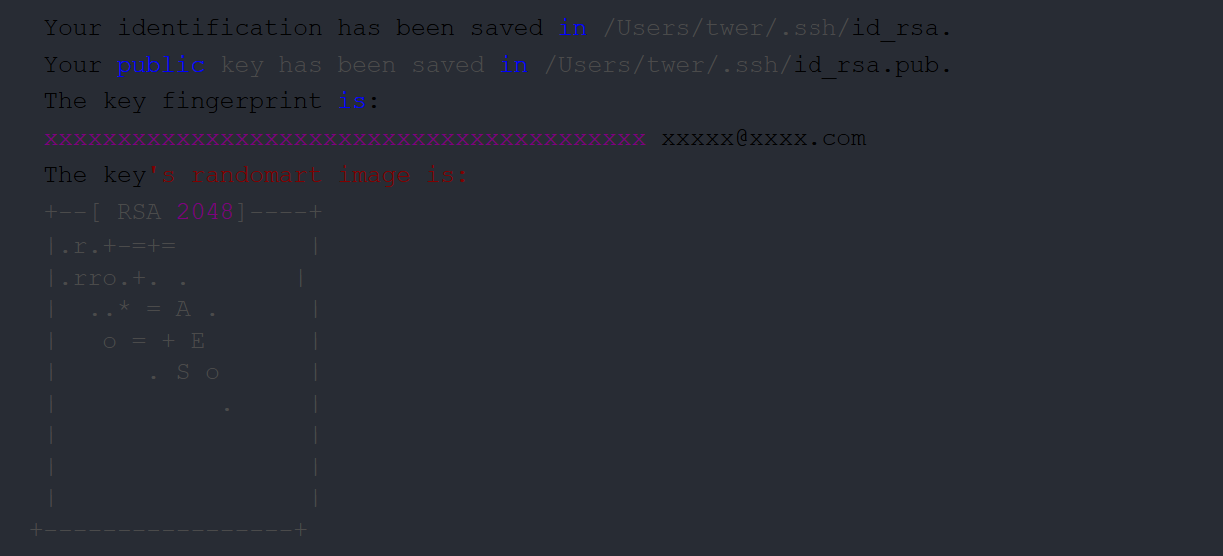 Your identification has been saved in /Users/twer/.ssh/id_rsa.
Your public key has been saved in /Users/twer/.ssh/id_rsa.pub.
The key fingerprint is:
xxxxxxxxxxxxxxxxxxxxxxxxxxxxxxxxxxxxxxxxx xxxxx@xxxx.com
The key's randomart image is:
+--[ RSA 2048]----+
|.r.+-=+=         |
|.rro.+. .       |
|  ..* = A .      |
|   o = + E       |
|      . S o      |
|           .     |
|                 |
|                 |
|                 |
+-----------------+